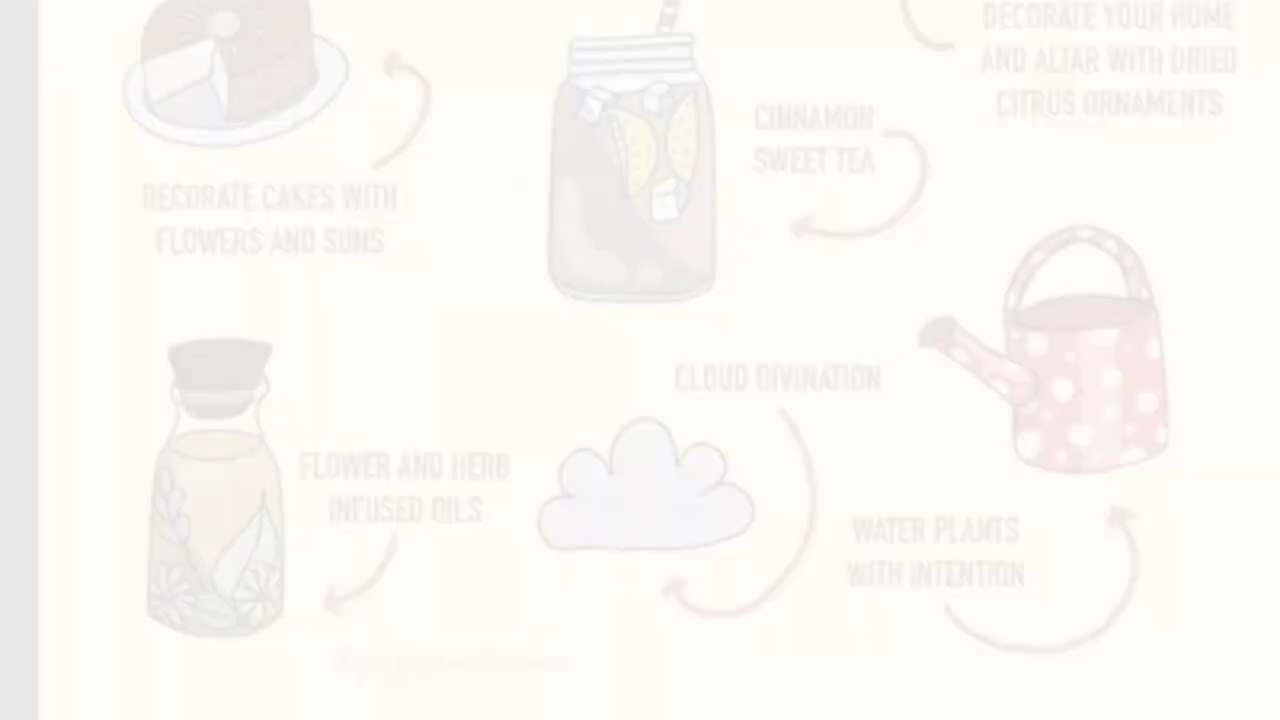 DECORATE YOUR HOME
AND ALTAR WITH DRIED
CITRUS ORNAMENTS
CINNAMON
SWEET TEA
DECORATE CAKES WITH
FLOWERS AND SUNS
CLOUD DIVINATION
FLOWER AND HERB
INFUSED OILS
WATER PLANTS
WITH INTENTION